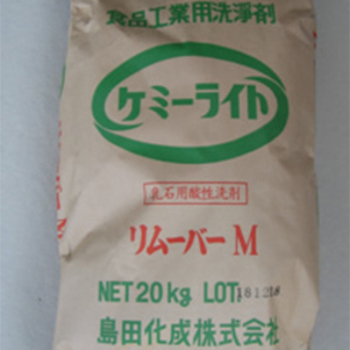 食品工業用洗浄剤
ケミーライト
乳石用酸性洗剤
リムーバー M
NET 20kg LOT. 181218
島田化成株式会社